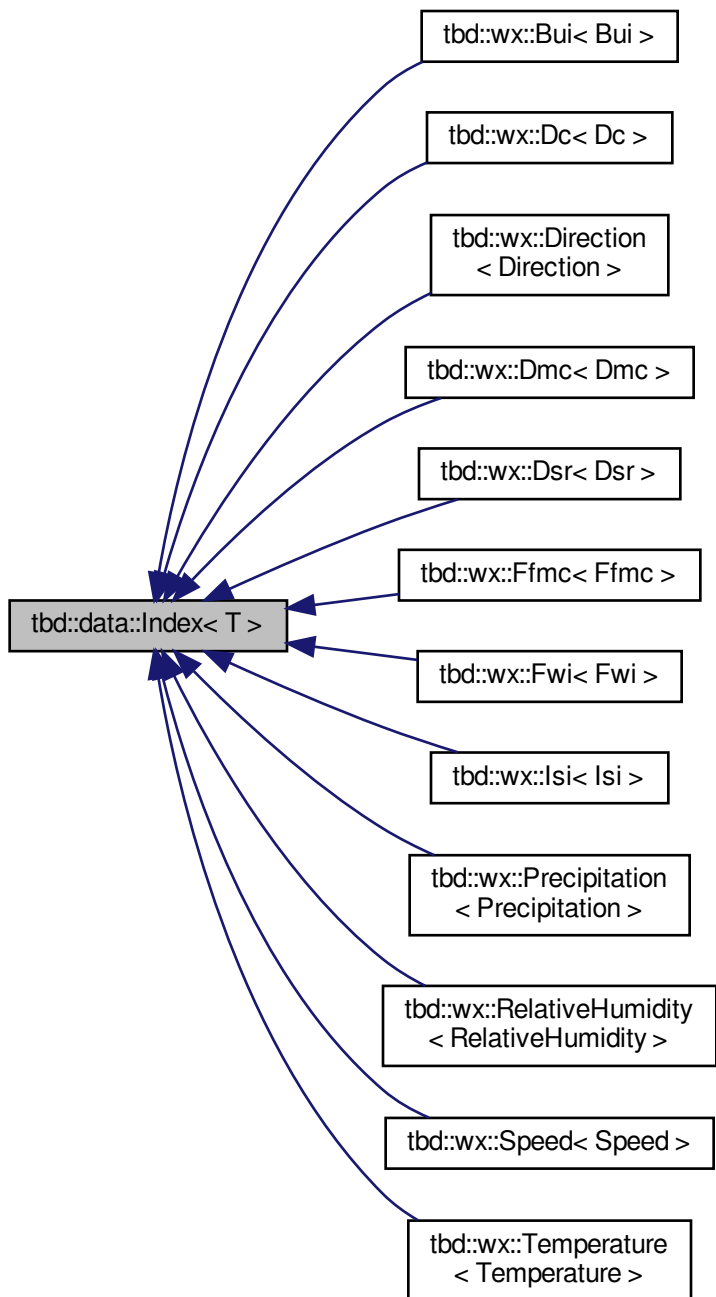 tbd::wx::Bui< Bui >
tbd::wx::Dc< Dc >
tbd::wx::Direction
< Direction >
tbd::wx::Dmc< Dmc >
tbd::wx::Dsr< Dsr >
tbd::wx::Ffmc< Ffmc >
tbd::data::Index< T >
tbd::wx::Fwi< Fwi >
tbd::wx::Isi< Isi >
tbd::wx::Precipitation
< Precipitation >
tbd::wx::RelativeHumidity
< RelativeHumidity >
tbd::wx::Speed< Speed >
tbd::wx::Temperature
< Temperature >